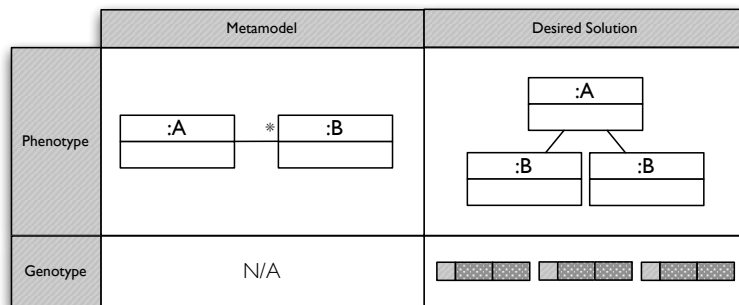 Metamodel
Desired Solution
Phenotype
:A
*
:B
:A
:B
:B
Genotype
N/A